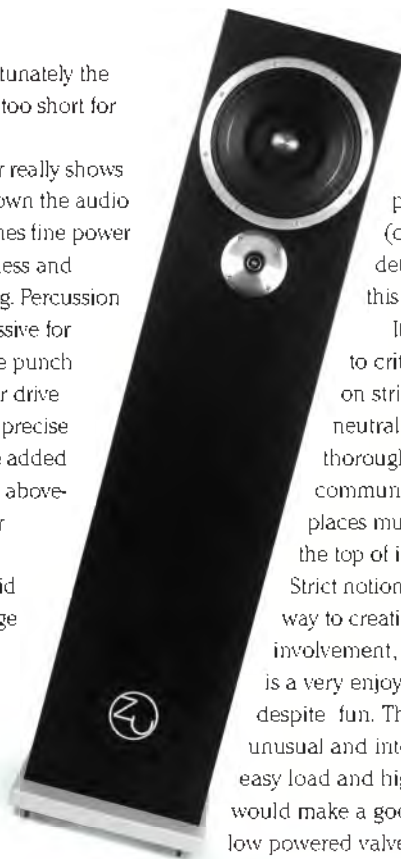 tunately the
too short for
r really shows
own the audio
nes fine power
ness and
g. Percussion
ssive for
e punch
r drive
precise
e added
above-
r
id
ge
ZU
p
(c
det
this
I
to crit
on stri
neutral
thorough
commun
places mu
the top of i
Strict notion
way to creati
involvement,
is a very enjoy
despite fun. Th
unusual and inte
easy load and hig
would make a goo
low powered valve